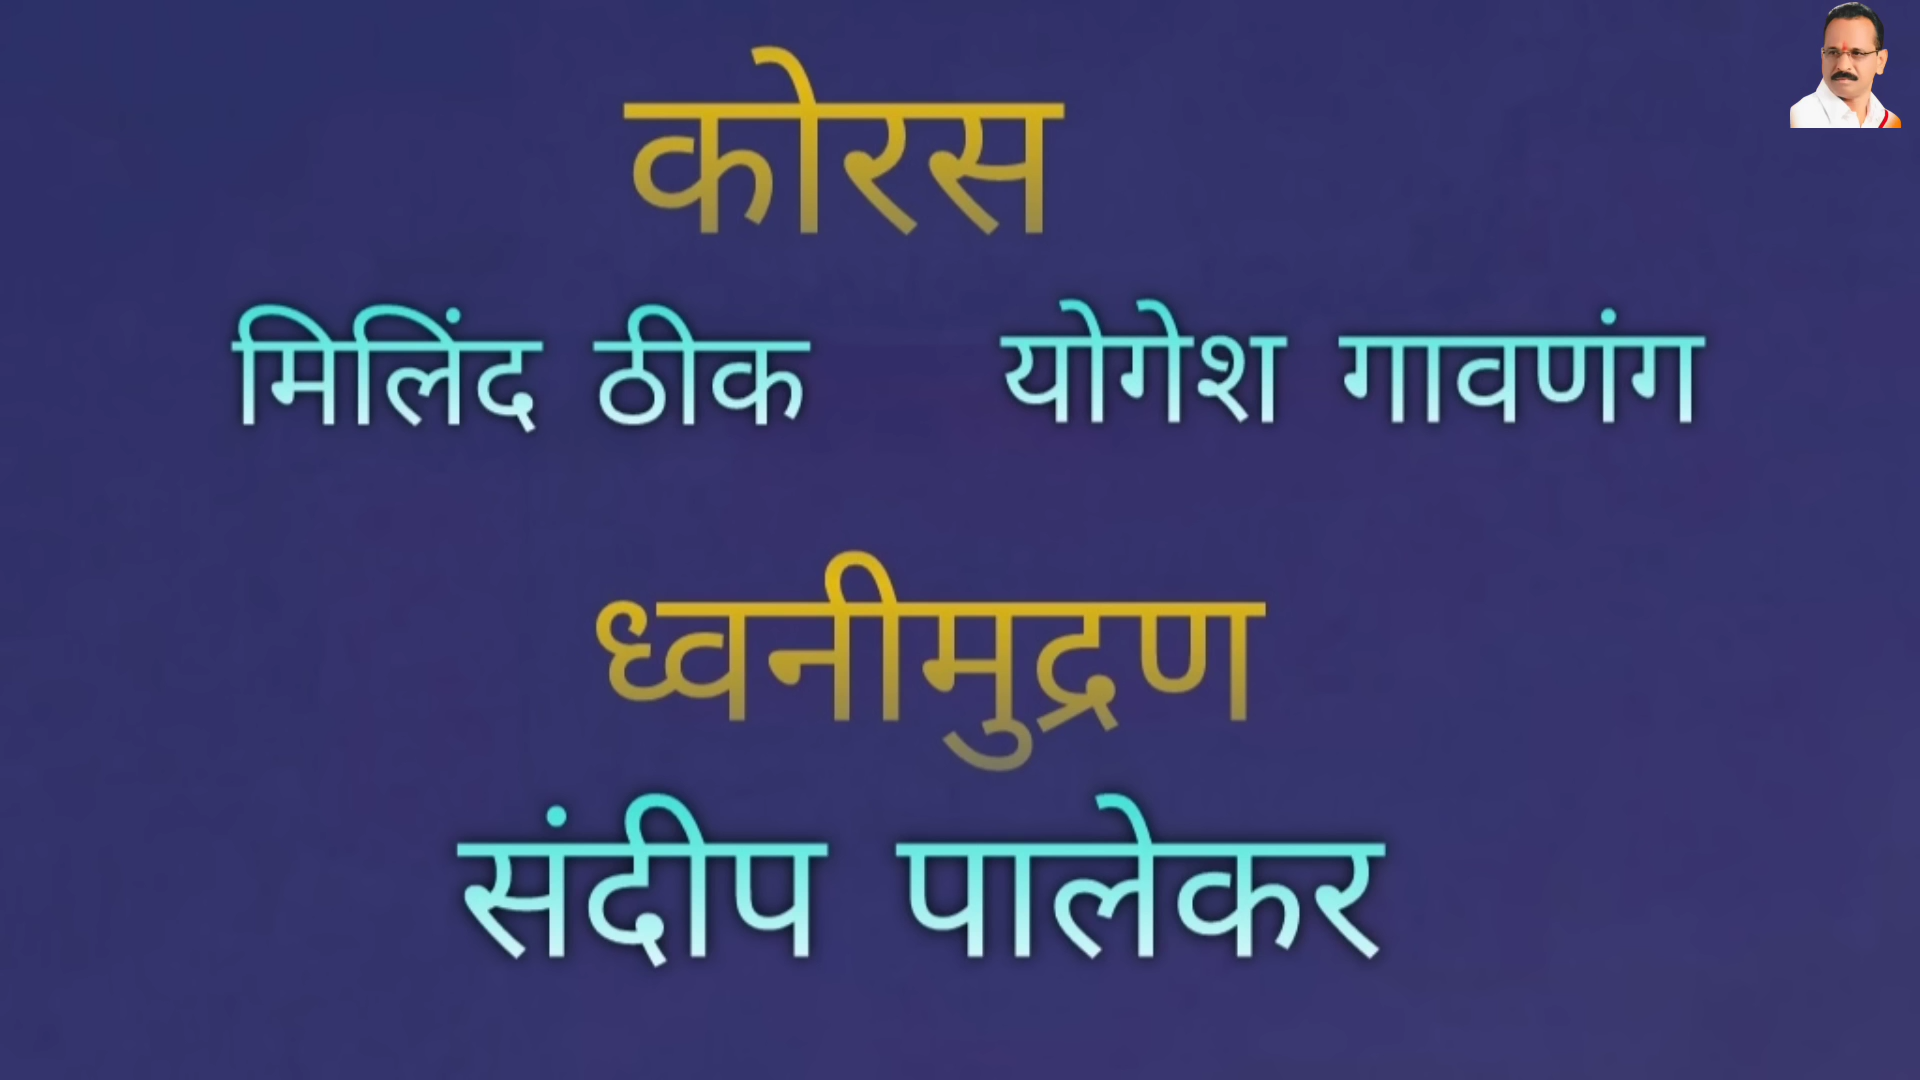 कोरस
मिलिंद ठीक योगेश गावणंग
ध्वनीमुद्रण
संदीप पालेकर